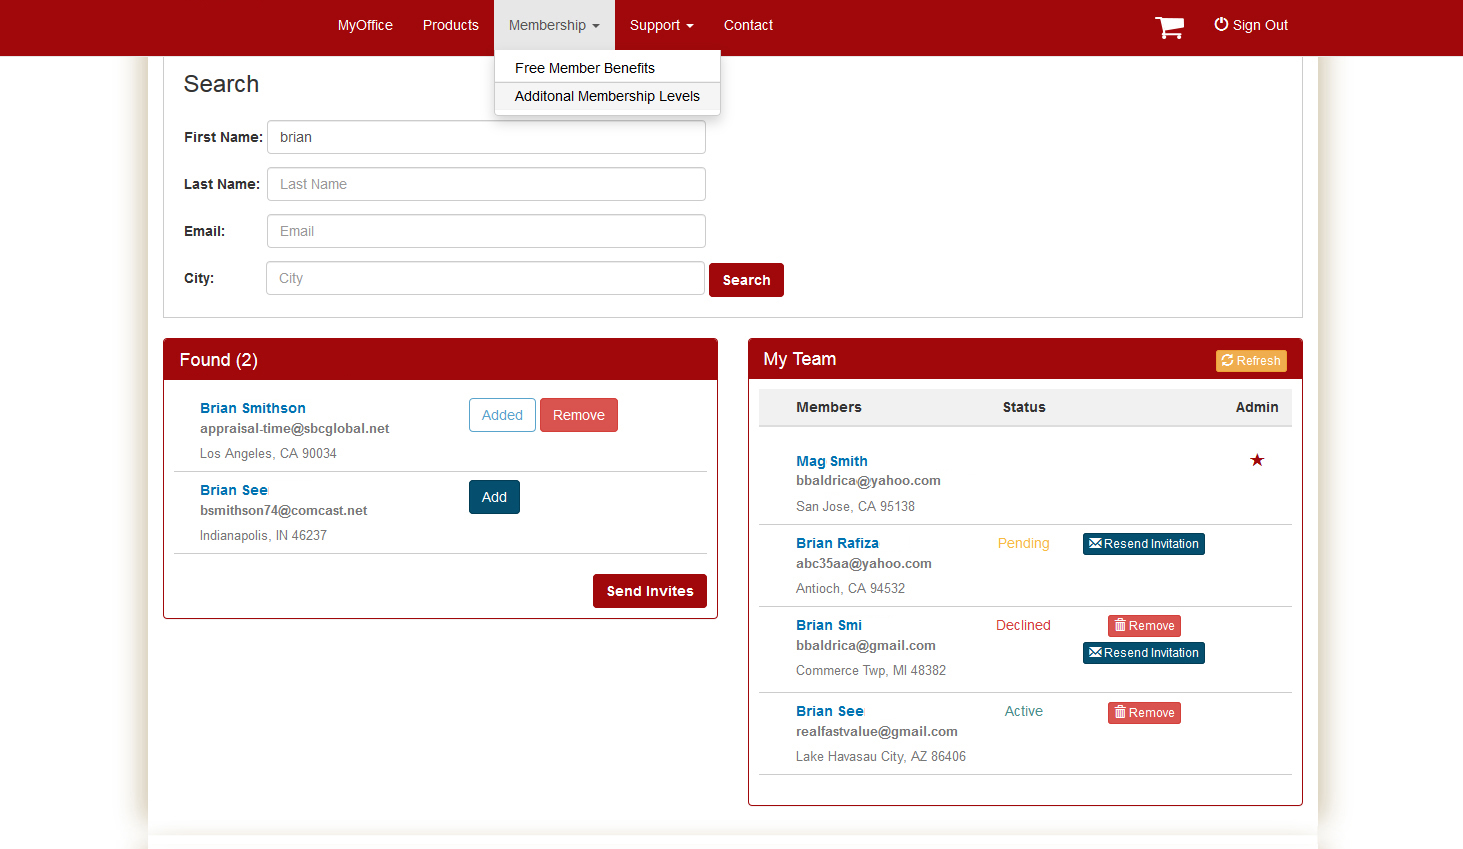 MyOffice Products Membership Support Contact Sign Out
Free Member Benefits
Additonal Membership Levels
Search
First Name: brian
Last Name: Last Name
Email: Email
City: City Search
Found (2)
Brian Smithson Added Remove
appraisal-time@sbcglobal.net
Los Angeles, CA 90034
Brian See Add
bsmithson74@comcast.net
Indianapolis, IN 46237
Send Invites
My Team Refresh
Members Status Admin
Mag Smith
bbaldrica@yahoo.com
San Jose, CA 95138
Brian Rafiza Pending Resend Invitation
abc35aa@yahoo.com
Antioch, CA 94532
Brian Smi Declined Remove
bbaldrica@gmail.com Resend Invitation
Commerce Twp, MI 48382
Brian See Active Remove
realfastvalue@gmail.com
Lake Havasau City, AZ 86406